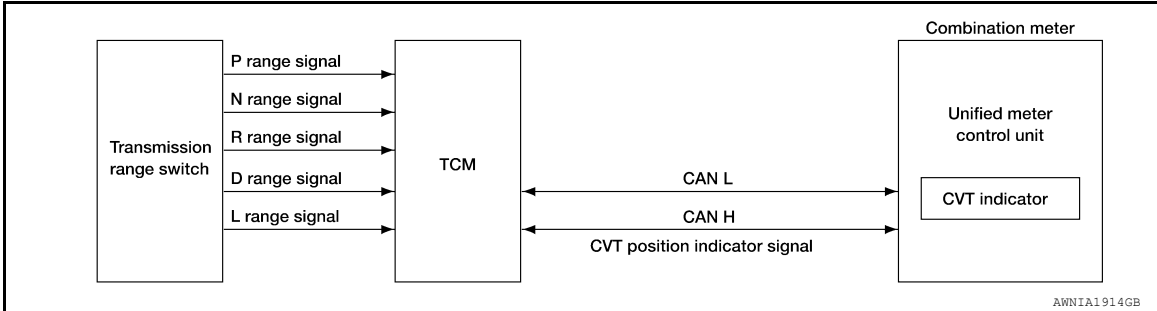 Combination meter
P range signal
N range signal
R range signal
D range signal
L range signal
Transmission
range switch
TCM
CAN L
CAN H
CVT position indicator signal
Unified meter
control unit
CVT indicator
AWNIA1914GB